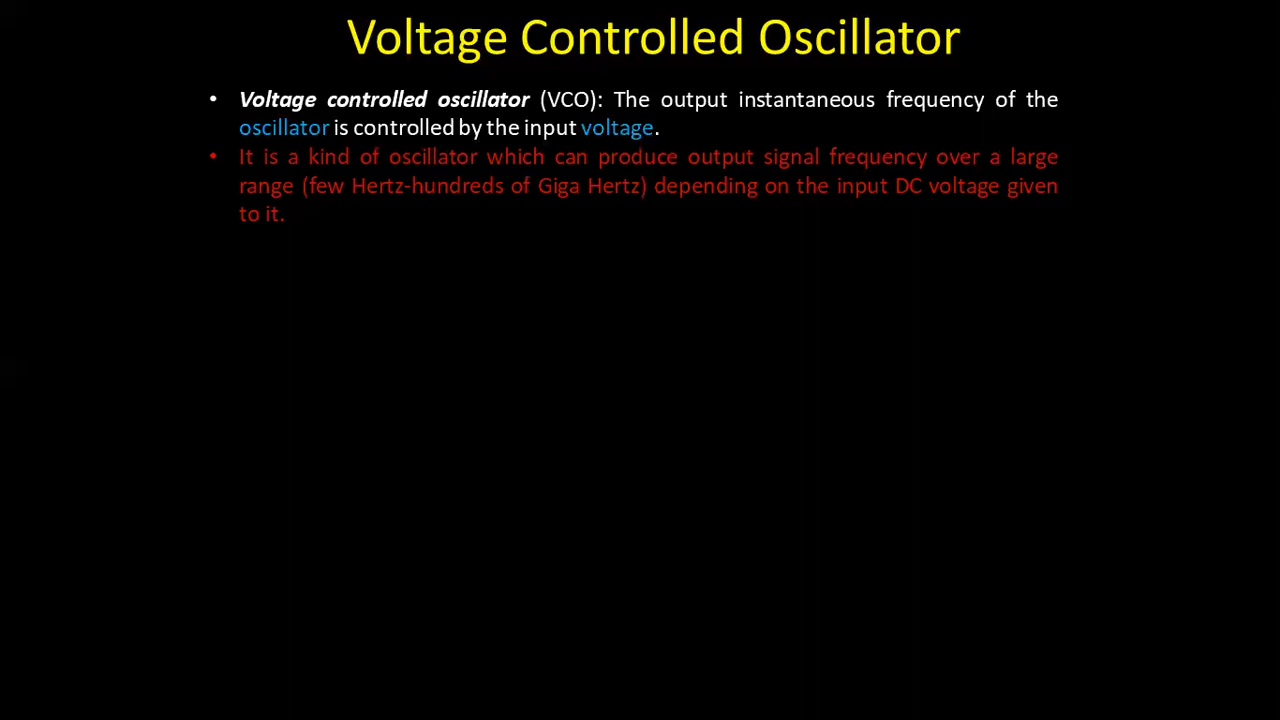 Voltage Controlled Oscillator
• Voltage controlled oscillator (VCO): The output instantaneous frequency of the
oscillator is controlled by the input voltage.
• It is a kind of oscillator which can produce output signal frequency over a large
range (few Hertz-hundreds of Giga Hertz) depending on the input DC voltage given
to it.